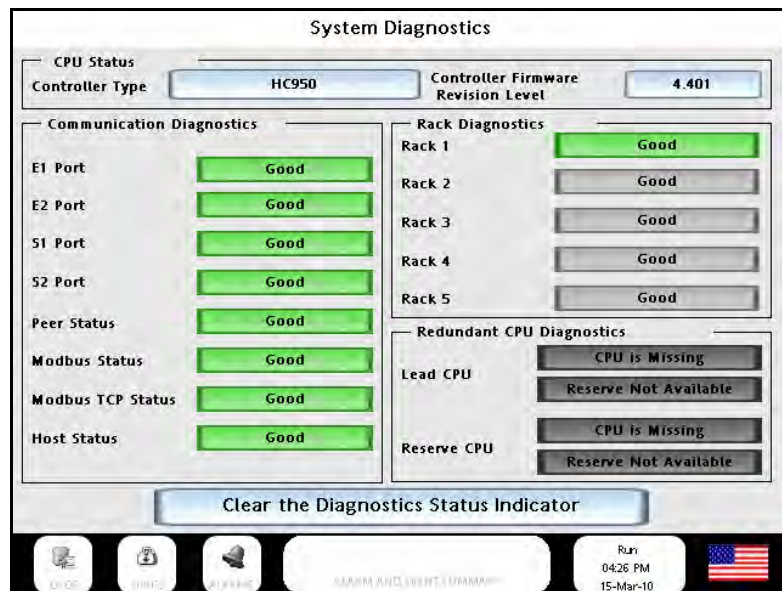 System Diagnostics
CPU Status
Controller Type
HC950
Controller Firmware
Revision Level
4.401
Communication Diagnostics
E1 Port
Good
E2 Port
Good
S1 Port
Good
S2 Port
Good
Peer Status
Good
Modbus Status
Good
Modbus TCP Status
Good
Host Status
Good
Rack Diagnostics
Rack 1
Good
Rack 2
Good
Rack 3
Good
Rack 4
Good
Rack 5
Good
Redundant CPU Diagnostics
Lead CPU
CPU is Missing
Reserve Not Available
Reserve CPU
CPU is Missing
Reserve Not Available
Clear the Diagnostics Status Indicator
ALARM AND EVENT SUMMARY
Run
04:26 PM
15-Mar-10